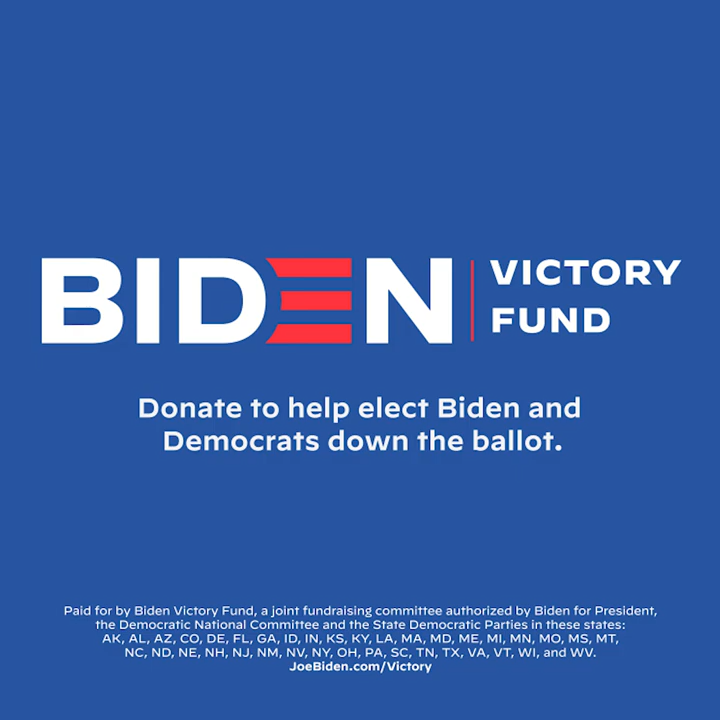 BIDEN
VICTORY
FUND
Donate to help elect Biden and
Democrats down the ballot.
Paid for by Biden Victory Fund, a joint fundraising committee authorized by Biden for President,
the Democratic National Committee and the State Democratic Parties in these states:
AK, AL, AZ, CO, DE, FL, GA, ID, IN, KS, KY, LA, MA, MD, ME, MI, MN, MO, MS, MT,
NC, ND, NE, NH, NJ, NM, NV, NY, OH, PA, SC, TN, TX, VA, VT, WI, and WV.
JoeBiden.com/Victory